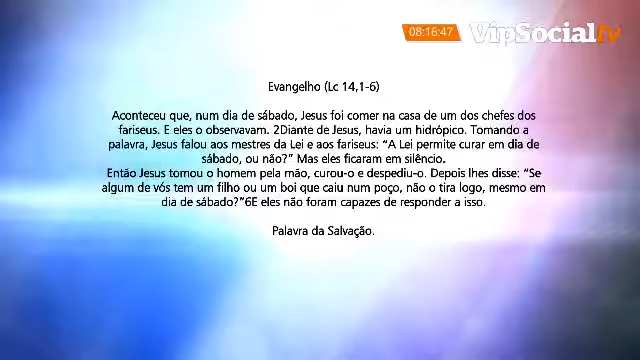 08:16:47
VipSocialtv
Evangelho (Lc 14,1-6)
Aconteceu que, num dia de sábado, Jesus foi comer na casa de um dos chefes dos
fariseus. E eles o observavam. 2Diante de Jesus, havia um hidrópico. Tomando a
palavra, Jesus falou aos mestres da Lei e aos fariseus: “A Lei permite curar em dia de
sábado, ou não?” Mas eles ficaram em silêncio.
Então Jesus tomou o homem pela mão, curou-o e despediu-o. Depois lhes disse: “Se
algum de vós tem um filho ou um boi que caiu num poço, não o tira logo, mesmo em
dia de sábado?”6E eles não foram capazes de responder a isso.
Palavra da Salvação.